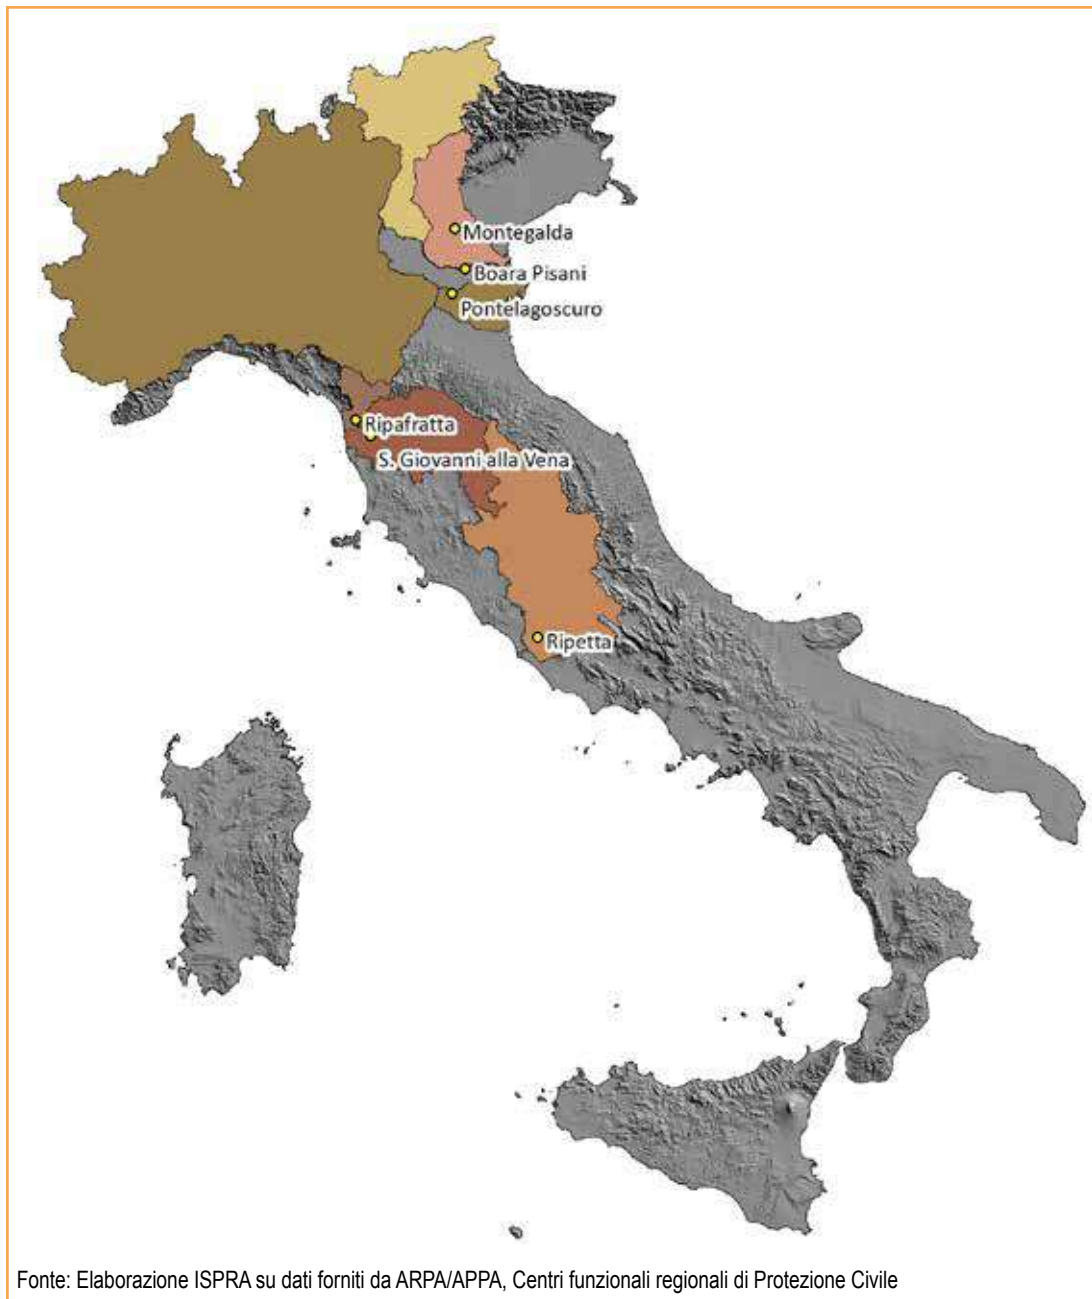 Montegalda
Boara Pisani
Pontelagoscuro
Ripafratta
S. Giovanni alla Vena
Ripetta
Fonte: Elaborazione ISPRA su dati forniti da ARPA/APPA, Centri funzionali regionali di Protezione Civile